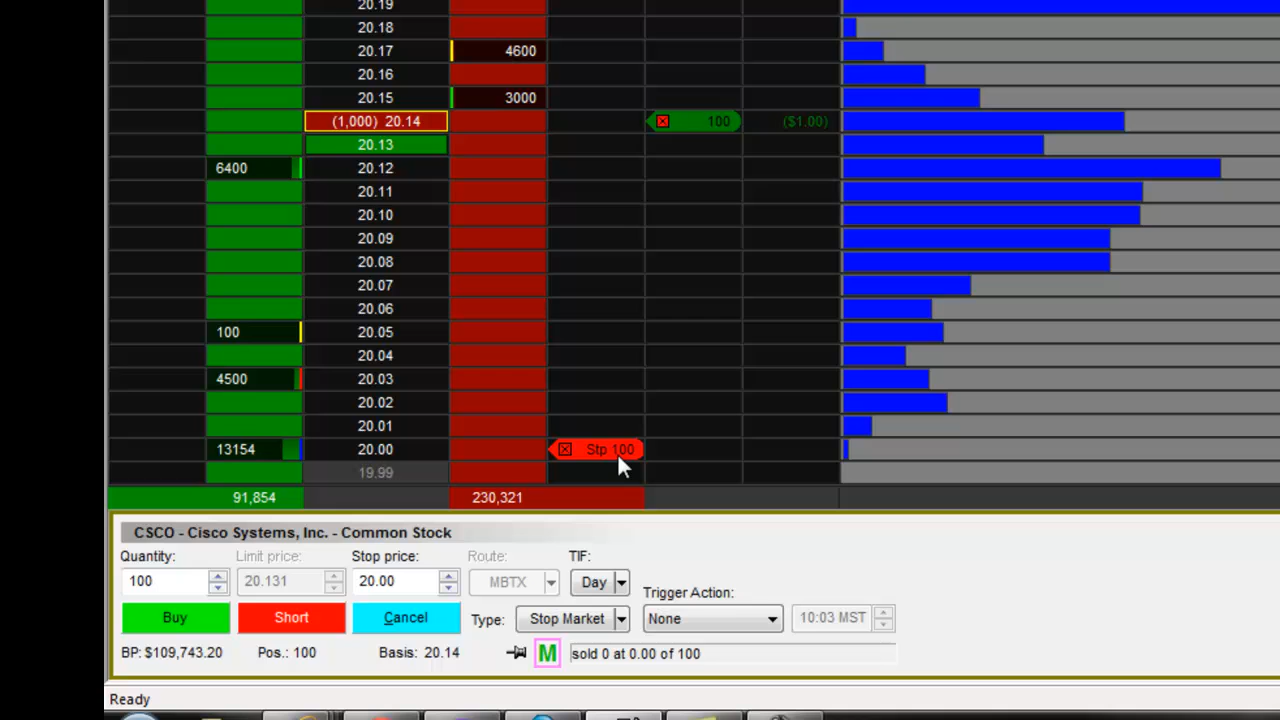 20.19
20.18
20.17 4600
20.16
20.15 3000
(1,000) 20.14 100 ($1.00)
20.13
6400 20.12
20.11
20.10
20.09
20.08
20.07
20.06
100 20.05
20.04
4500 20.03
20.02
20.01
13154 20.00 Stp 100
19.99
91,854 230,321
CSCO - Cisco Systems, Inc. - Common Stock
Quantity: Limit price: Stop price: Route: TIF:
100 20.131 20.00 MBTX Day
Trigger Action:
Buy Short Cancel Type: Stop Market None 10:03 MST
BP: $109,743.20 Pos.: 100 Basis: 20.14 M sold 0 at 0.00 of 100
Ready